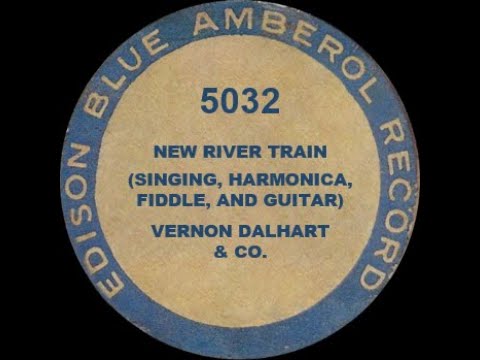 EDISON BLUE AMBEROL RECORD
5032
NEW RIVER TRAIN
(SINGING, HARMONICA,
FIDDLE, AND GUITAR)
VERNON DALHART
& CO.